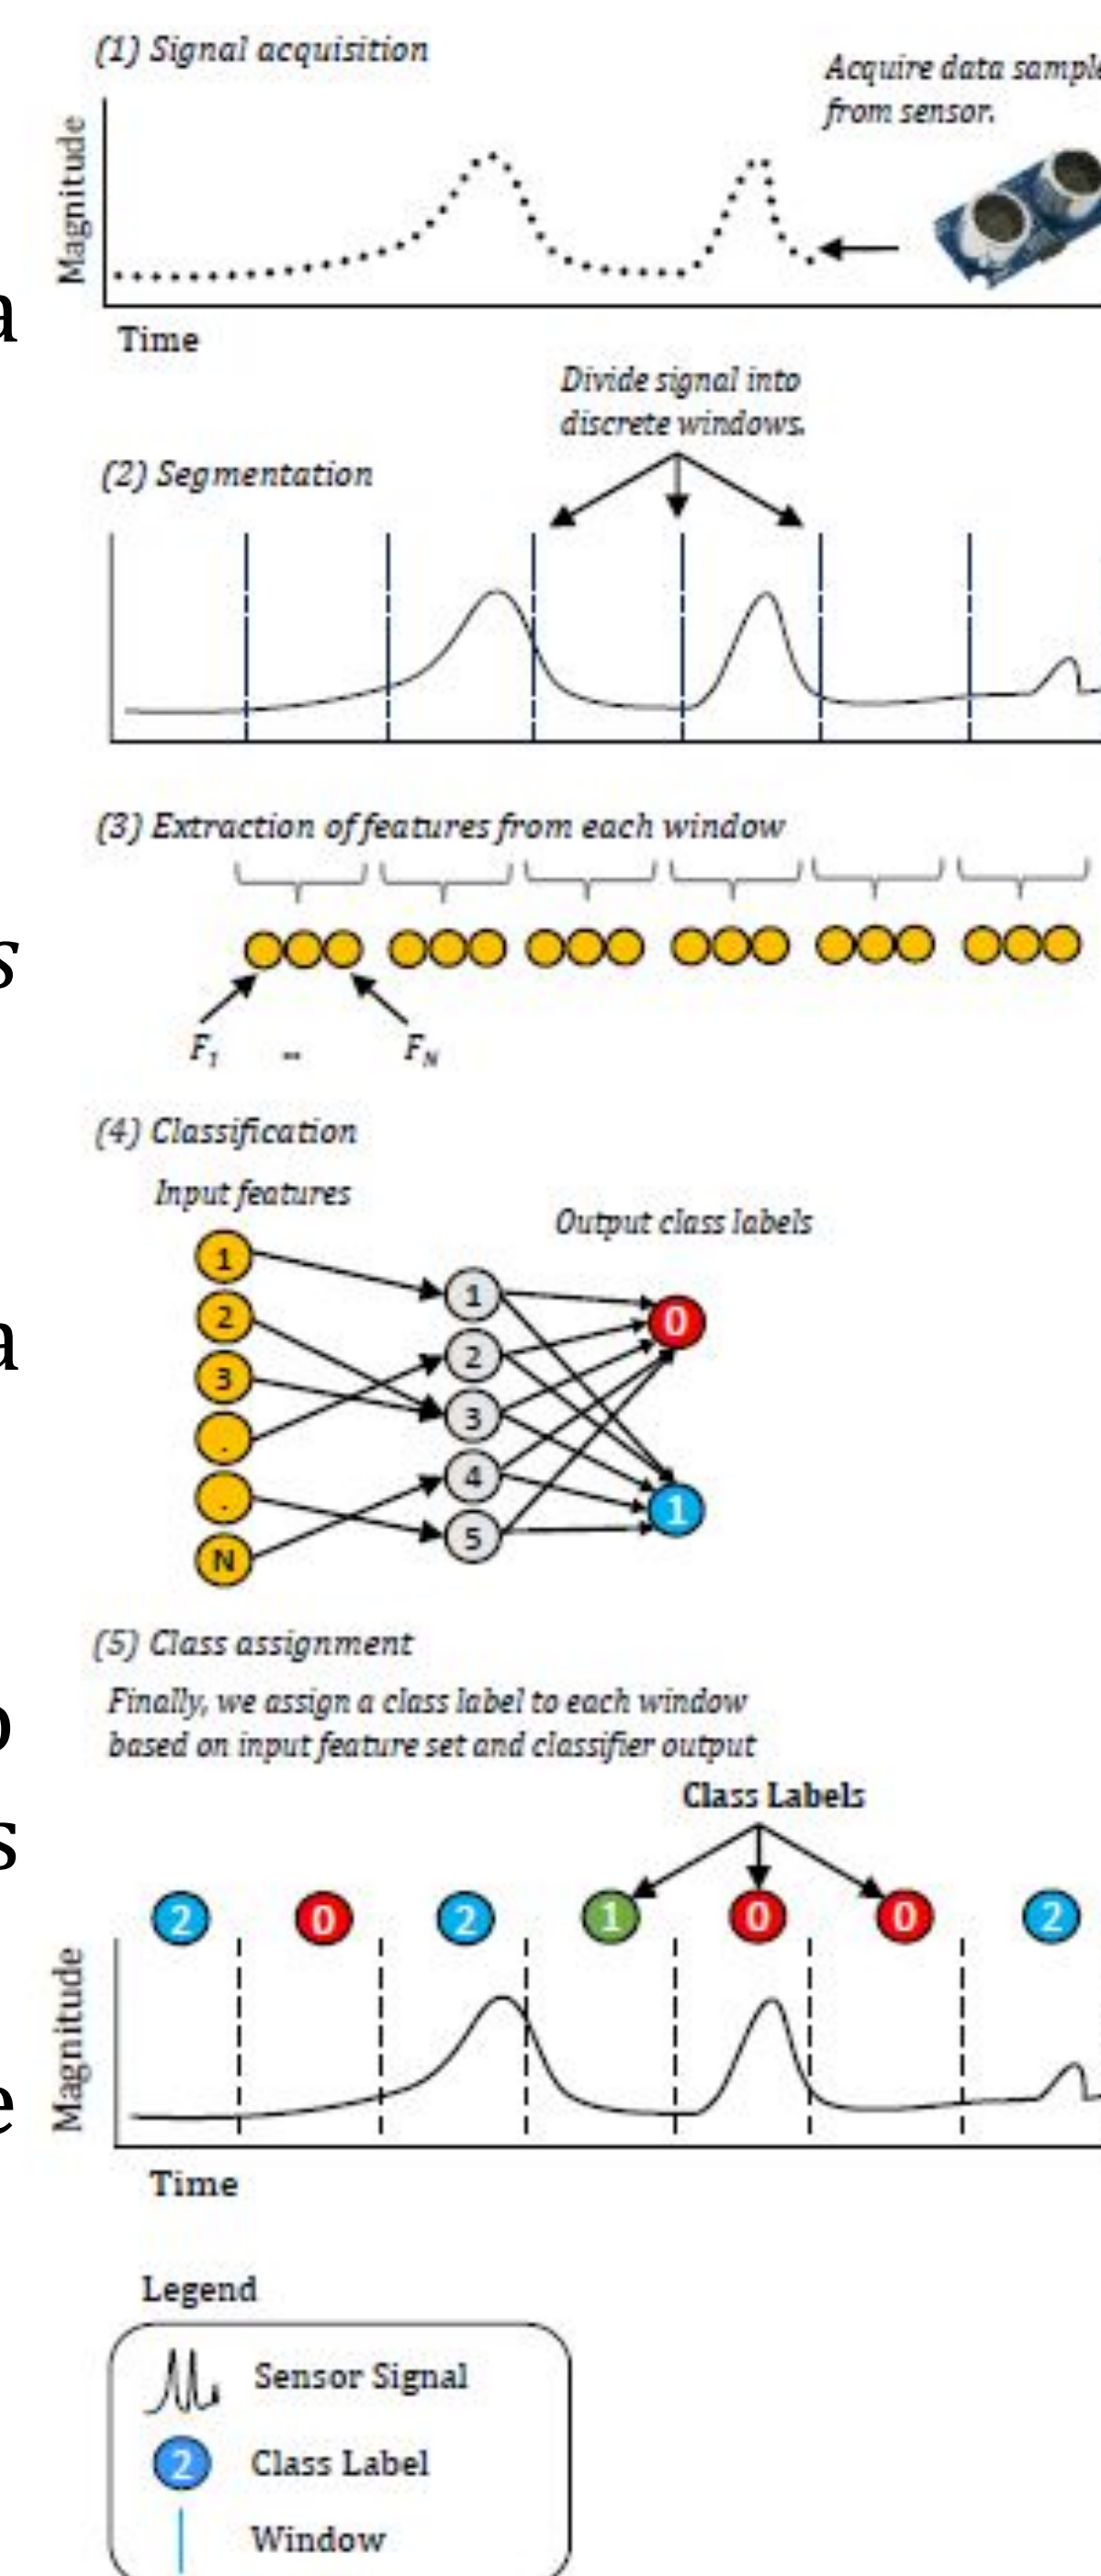 (1) Signal acquisition
Acquire data sample
from sensor.
Magnitude
a
Time
Divide signal into
discrete windows.
(2) Segmentation
(3) Extraction of features from each window
s
F1 .. FN
(4) Classification
Input features
Output class labels
1
2
3
.
.
N
1
2
3
4
5
0
1
a
(5) Class assignment
Finally, we assign a class label to each window
based on input feature set and classifier output
Class Labels
s
2 0 2 1 0 0 2
Magnitude
e
Time
Legend
Sensor Signal
2 Class Label
Window